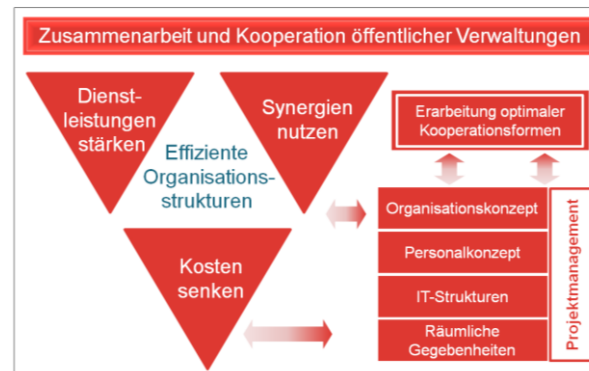 Zusammenarbeit und Kooperation öffentlicher Verwaltungen
Dienst-
leistungen
stärken
Synergien
nutzen
Effiziente
Organisations-
strukturen
Kosten
senken
Erarbeitung optimaler
Kooperationsformen
Organisationskonzept
Personalkonzept
IT-Strukturen
Räumliche
Gegebenheiten
Projektmanagement